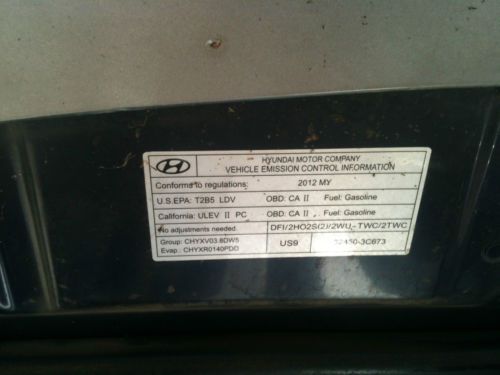 HYUNDAI MOTOR COMPANY
VEHICLE EMISSION CONTROL INFORMATION
Conforms to regulations: 2012 MY
U.S.EPA: T2B5 LDV OBD: CA II Fuel: Gasoline
California: ULEV II PC OBD: CA II Fuel: Gasoline
No adjustments needed DFI/2HO2S(2)/2WU-TWC/2TWC
Group: CHYXV03.8DW5
Evap.: CHYXR0140PDD
US9